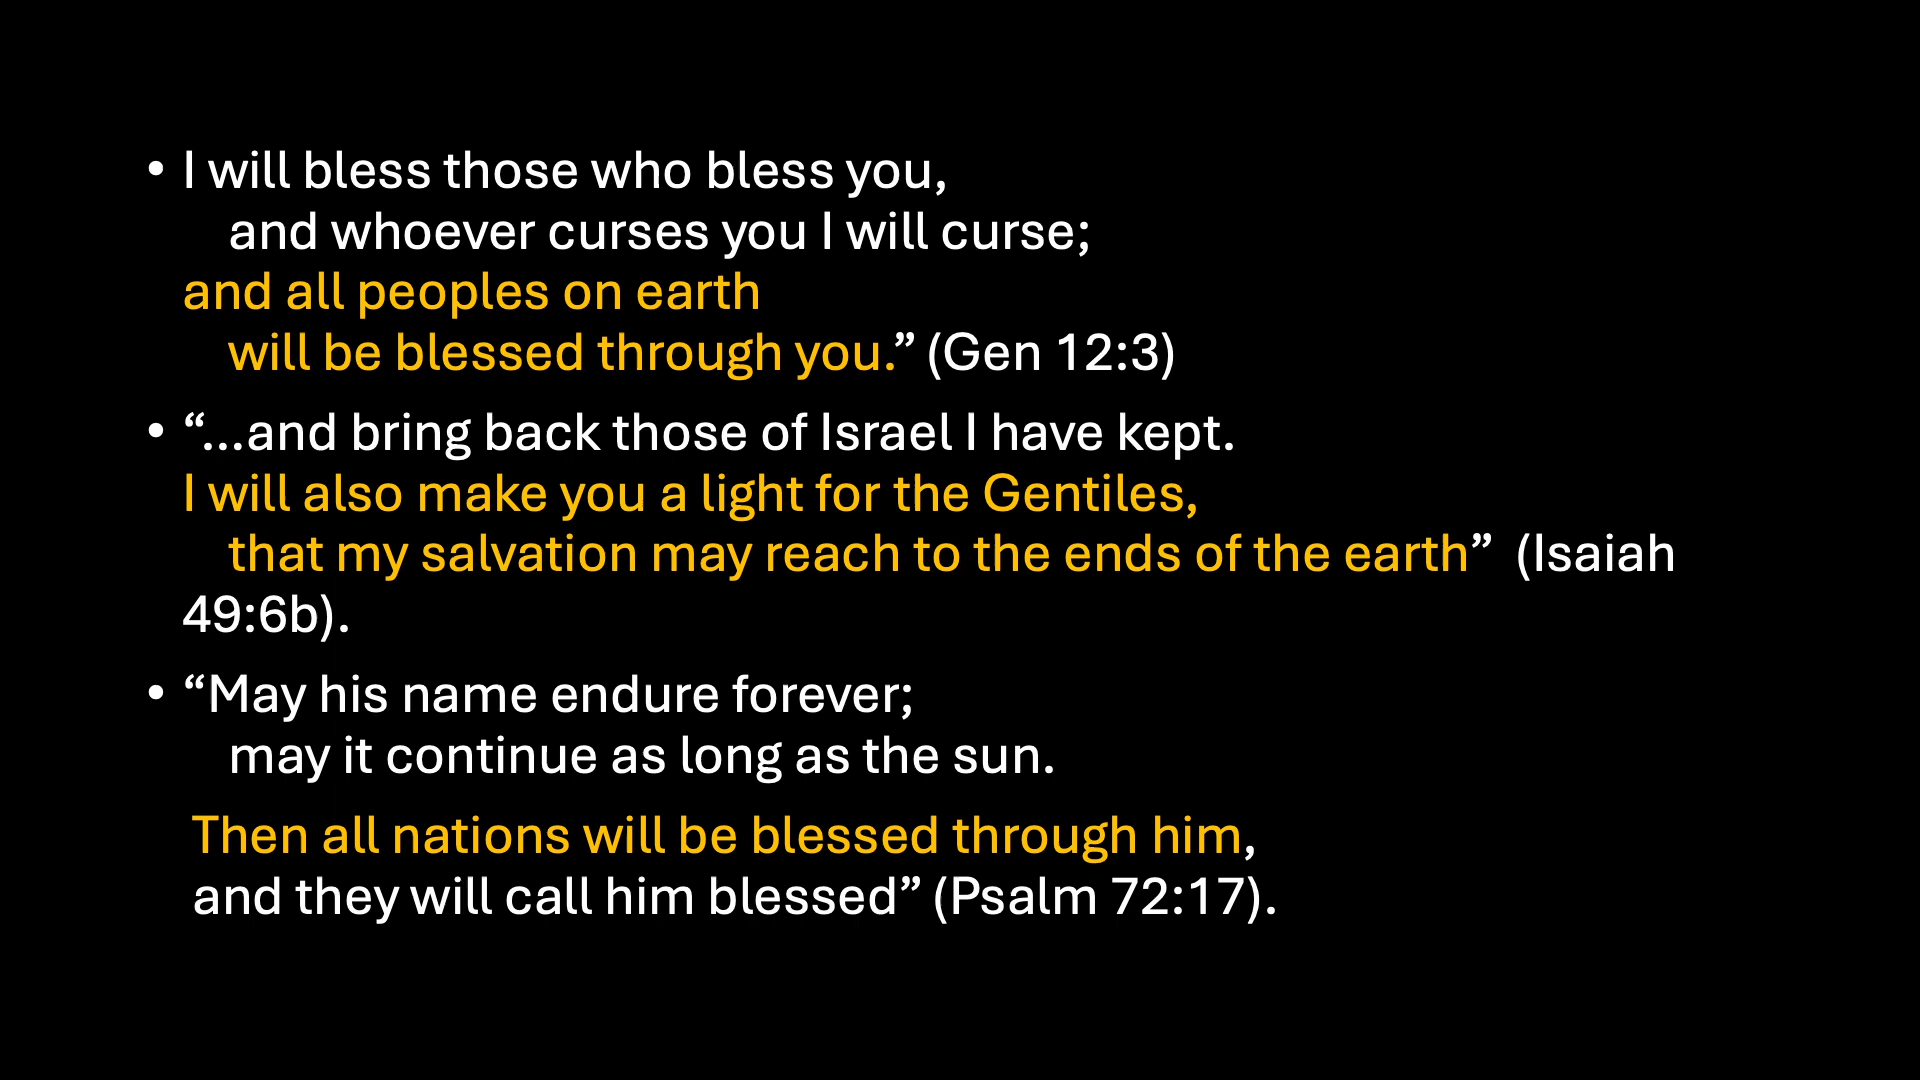 • I will bless those who bless you,
and whoever curses you I will curse;
and all peoples on earth
will be blessed through you.” (Gen 12:3)
• “…and bring back those of Israel I have kept.
I will also make you a light for the Gentiles,
that my salvation may reach to the ends of the earth” (Isaiah
49:6b).
• “May his name endure forever;
may it continue as long as the sun.
Then all nations will be blessed through him,
and they will call him blessed” (Psalm 72:17).